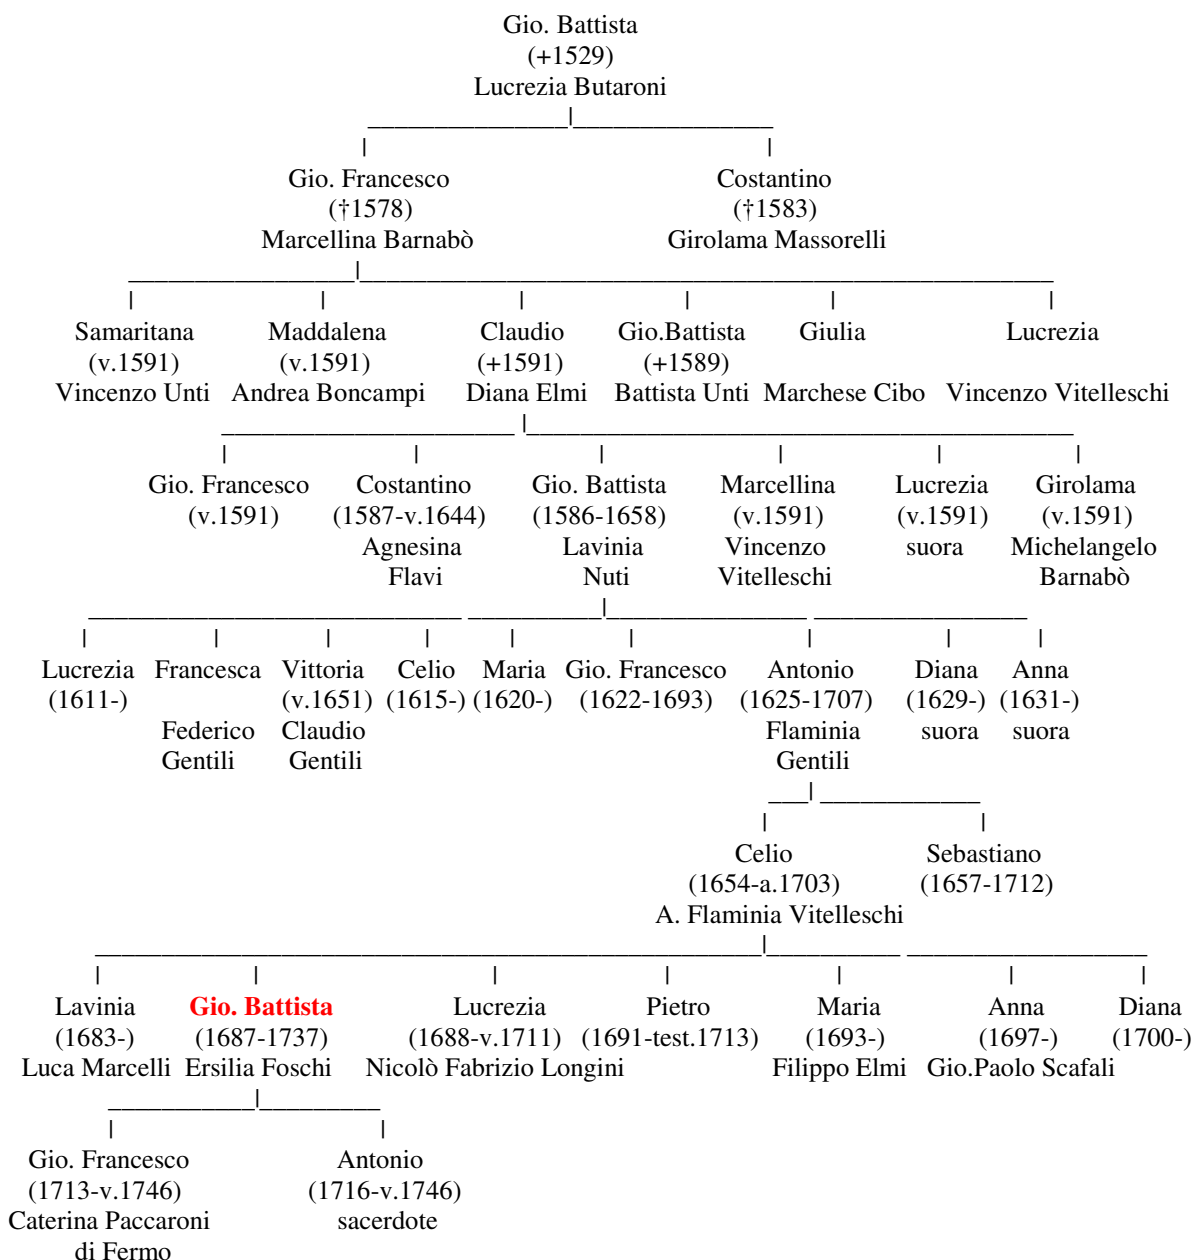 Gio. Battista
(+1529)
Lucrezia Butaroni
Gio. Francesco Costantino
(†1578) (†1583)
Marcellina Barnabò Girolama Massorelli
Samaritana Maddalena Claudio Gio.Battista Giulia Lucrezia
(v.1591) (v.1591) (+1591) (+1589)
Vincenzo Unti Andrea Boncampi Diana Elmi Battista Unti Marchese Cibo Vincenzo Vitelleschi
Gio. Francesco Costantino Gio. Battista Marcellina Lucrezia Girolama
(v.1591) (1587-v.1644) (1586-1658) (v.1591) (v.1591) (v.1591)
Agnesina Lavinia Vincenzo suora Michelangelo
Flavi Nuti Vitelleschi Barnabò
Lucrezia Francesca Vittoria Celio Maria Gio. Francesco Antonio Diana Anna
(1611-) (v.1651) (1615-) (1620-) (1622-1693) (1625-1707) (1629-) (1631-)
Federico Claudio Flaminia suora suora
Gentili Gentili Gentili
Celio Sebastiano
(1654-a.1703) (1657-1712)
A. Flaminia Vitelleschi
Lavinia Gio. Battista Lucrezia Pietro Maria Anna Diana
(1683-) (1687-1737) (1688-v.1711) (1691-test.1713) (1693-) (1697-) (1700-)
Luca Marcelli Ersilia Foschi Nicolò Fabrizio Longini Filippo Elmi Gio.Paolo Scafali
Gio. Francesco Antonio
(1713-v.1746) (1716-v.1746)
Caterina Paccaroni sacerdote
di Fermo